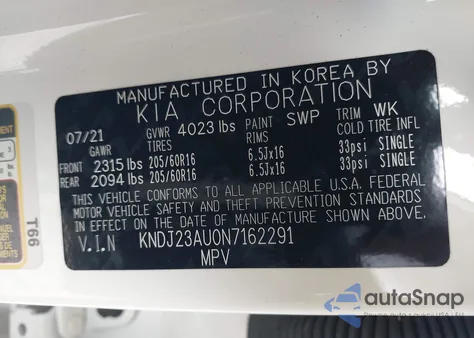 MANUFACTURED IN KOREA BY
KIA CORPORATION
07/21 GVWR 4023 lbs PAINT SWP TRIM WK
GAWR TIRES RIMS COLD TIRE INFL
FRONT 2315 lbs 205/60R16 6.5Jx16 33psi SINGLE
REAR 2094 lbs 205/60R16 6.5Jx16 33psi SINGLE
THIS VEHICLE CONFORMS TO ALL APPLICABLE U.S.A. FEDERAL
MOTOR VEHICLE SAFETY AND THEFT PREVENTION STANDARDS
IN EFFECT ON THE DATE OF MANUFACTURE SHOWN ABOVE.
V.I.N KNDJ23AU0N7162291
MPV
T66
autoSnap